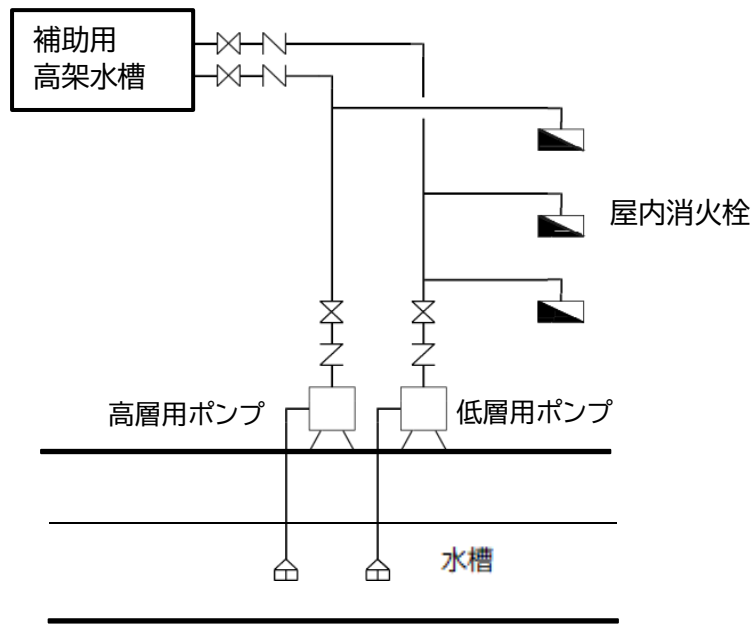 補助用
高架水槽
屋内消火栓
高層用ポンプ
低層用ポンプ
水槽